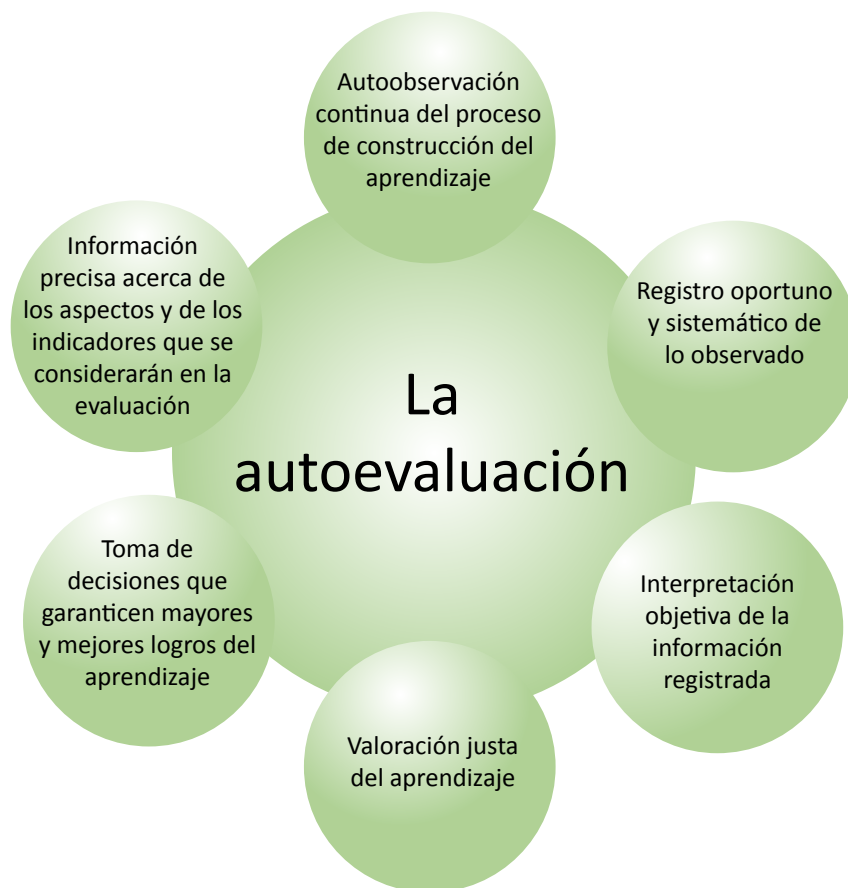 Autoobservación
continua del proceso
de construcción del
aprendizaje
Registro oportuno
y sistemático de
lo observado
Interpretación
objetiva de la
información
registrada
Valoración justa
del aprendizaje
Toma de
decisiones que
garanticen mayores
y mejores logros del
aprendizaje
Información
precisa acerca de
los aspectos y de los
indicadores que se
considerarán en la
evaluación
La
autoevaluación